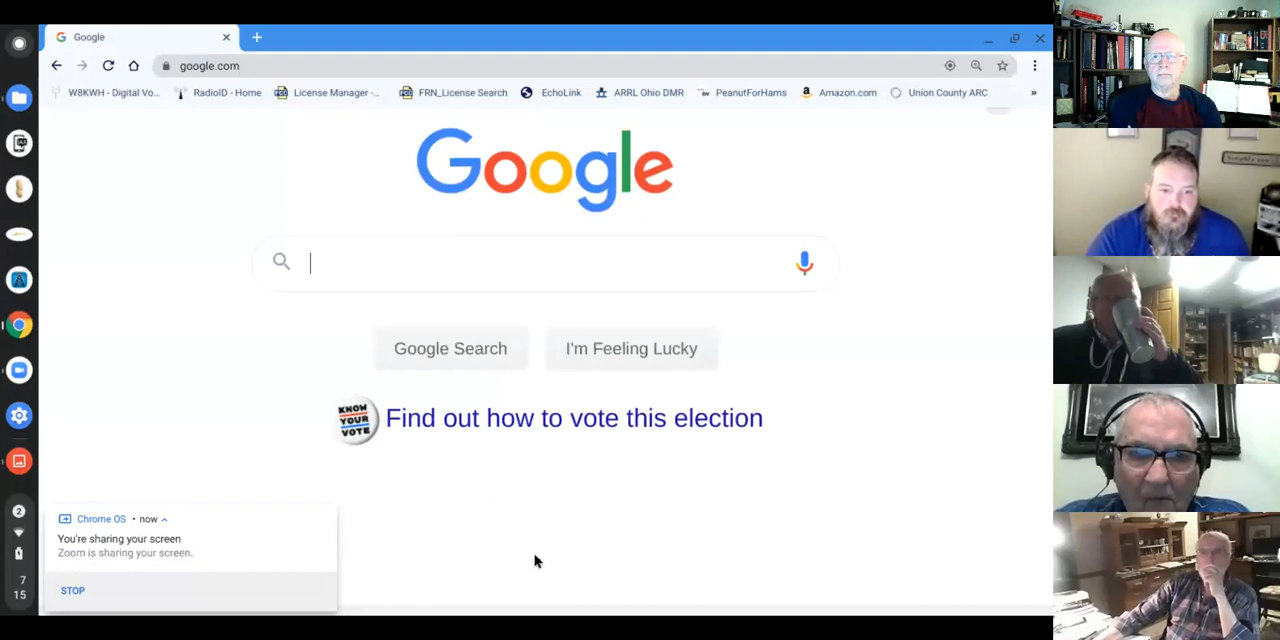 Google
google.com
W8KWH - Digital Vo...
RadioID - Home
License Manager -...
FRN_License Search
EchoLink
ARRL Ohio DMR
PeanutForHams
Amazon.com
Union County ARC
»
Google
Google Search
I'm Feeling Lucky
KNOW
YOUR
VOTE
Find out how to vote this election
Chrome OS • now
You're sharing your screen
Zoom is sharing your screen.
STOP
2
7
15